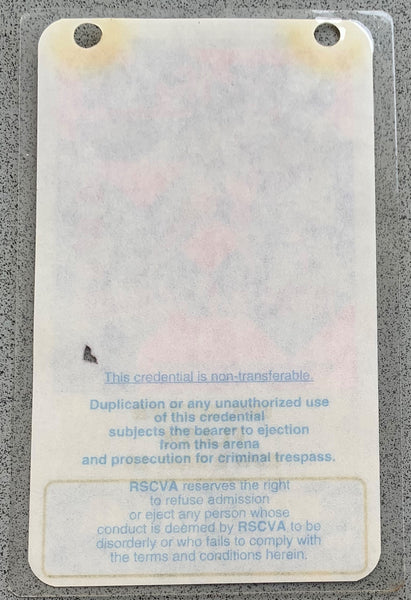 This credential is non-transferable.
Duplication or any unauthorized use
of this credential
subjects the bearer to ejection
from this arena
and prosecution for criminal trespass.
RSCVA reserves the right
to refuse admission
or eject any person whose
conduct is deemed by RSCVA to be
disorderly or who fails to comply with
the terms and conditions herein.